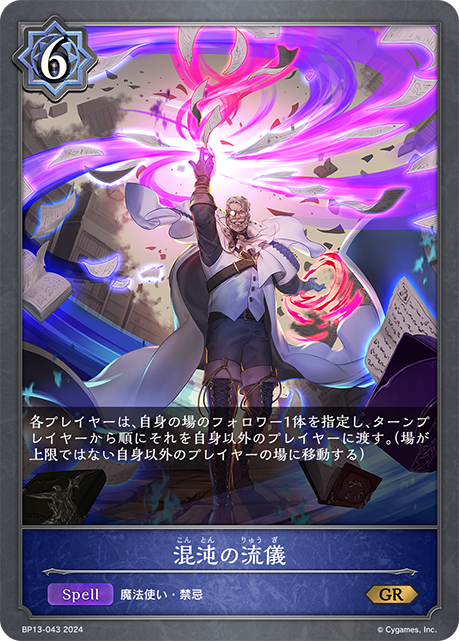 6
各プレイヤーは、自身の場のフォロワー1体を指定し、ターンプ
レイヤーから順にそれを自身以外のプレイヤーに渡す。(場が
上限ではない自身以外のプレイヤーの場に移動する)
こんとん りゅうぎ
混沌の流儀
Spell 魔法使い・禁忌 GR
BP13-043 2024 © Cygames, Inc.